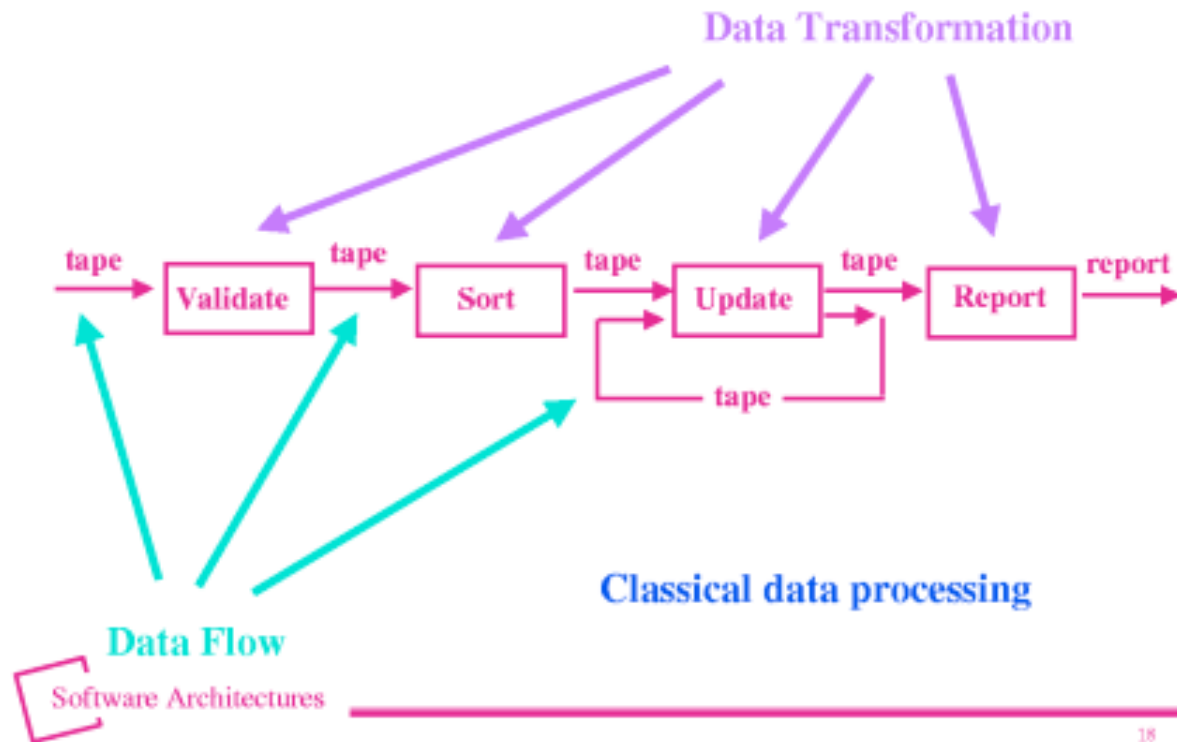 Data Transformation
tape
tape
tape
tape
report
Validate
Sort
Update
Report
tape
Classical data processing
Data Flow
Software Architectures
18